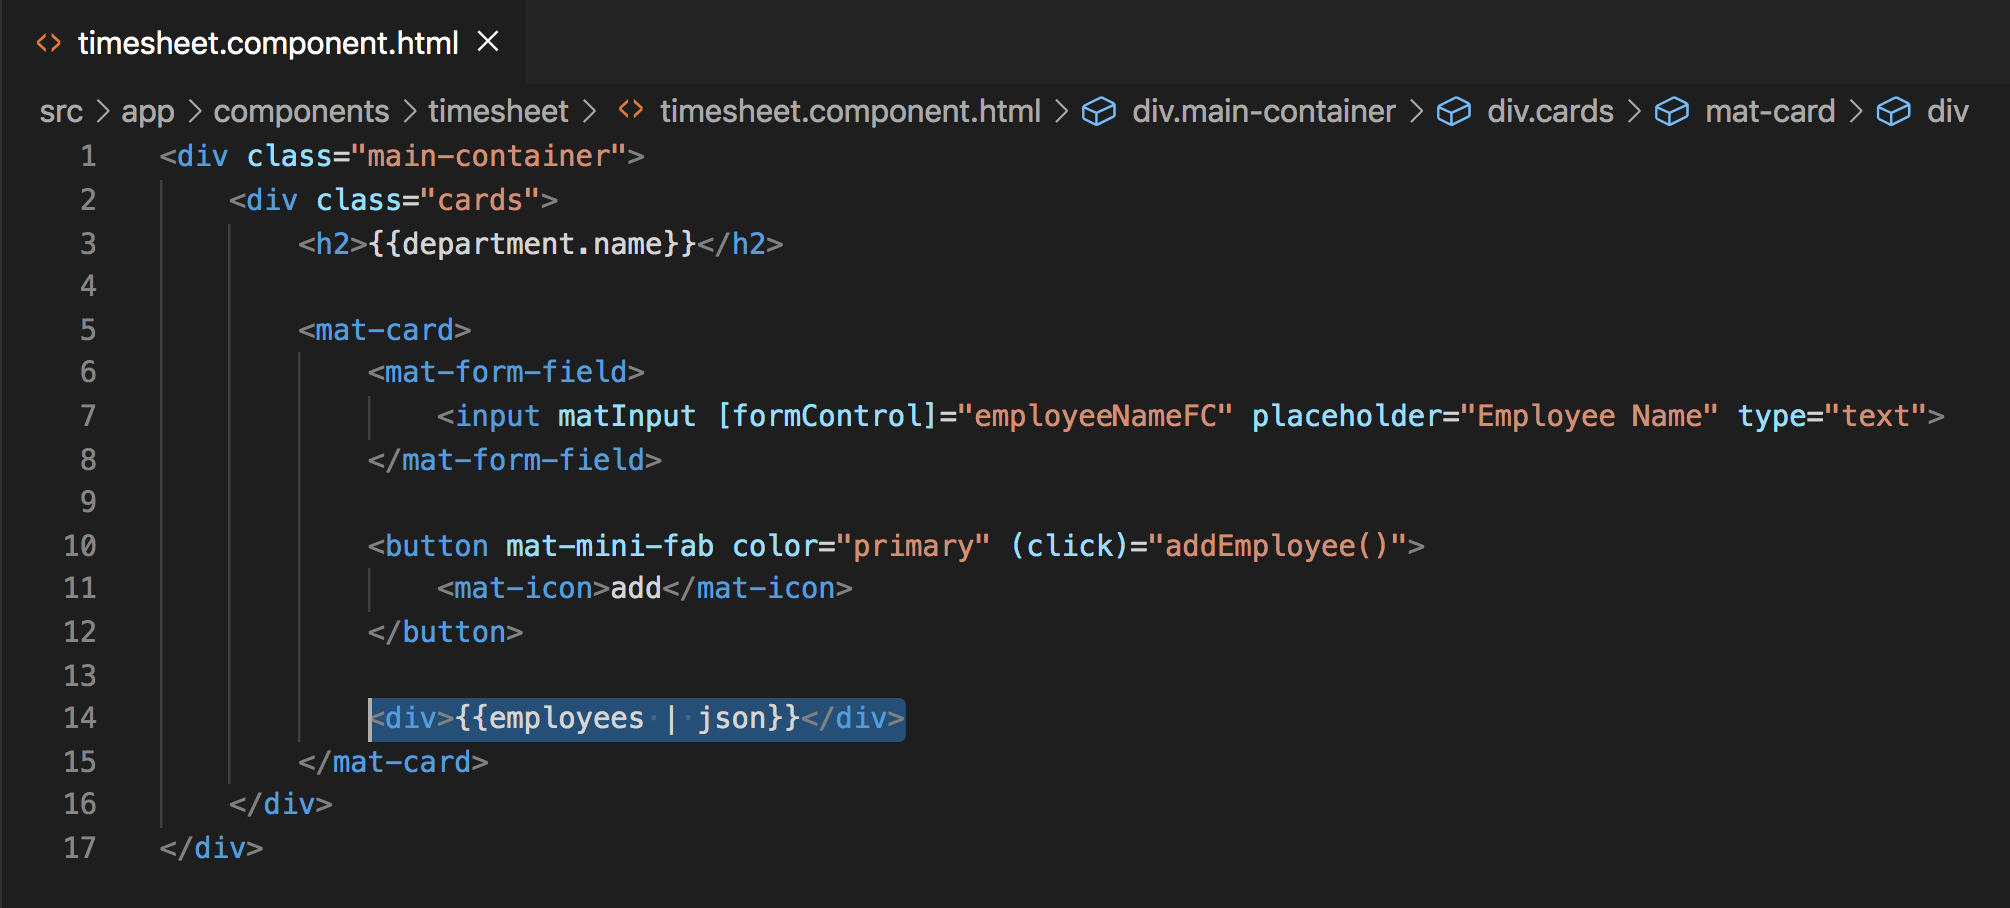 timesheet.component.html
src > app > components > timesheet > timesheet.component.html > div.main-container > div.cards > mat-card > div
1 <div class="main-container">
2 <div class="cards">
3 <h2>{{department.name}}</h2>
4
5 <mat-card>
6 <mat-form-field>
7 <input matInput [formControl]="employeeNameFC" placeholder="Employee Name" type="text">
8 </mat-form-field>
9
10 <button mat-mini-fab color="primary" (click)="addEmployee()">
11 <mat-icon>add</mat-icon>
12 </button>
13
14 <div>{{employees | json}}</div>
15 </mat-card>
16 </div>
17 </div>